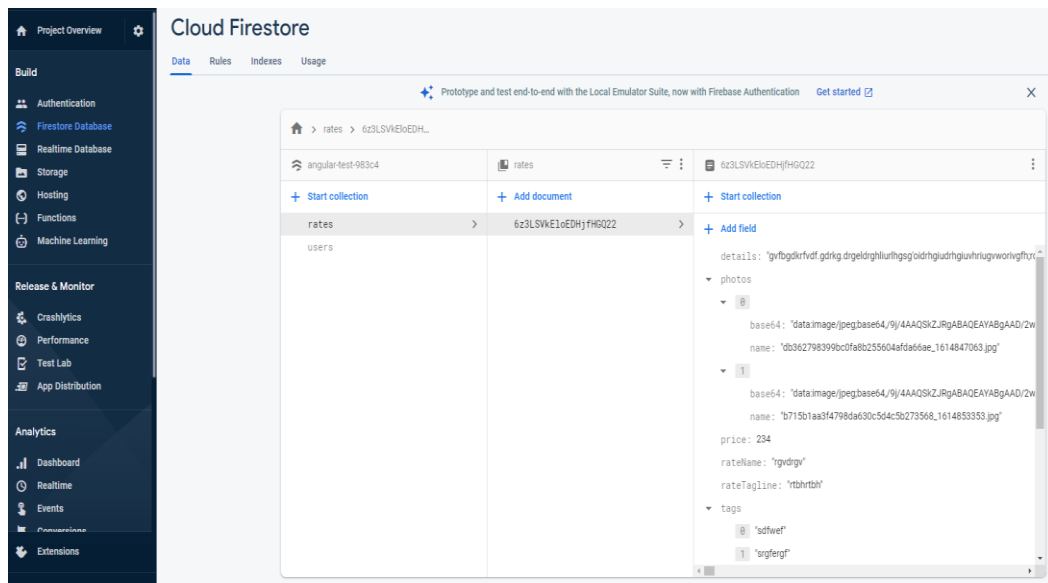 Project Overview
Build
Authentication
Firestore Database
Realtime Database
Storage
Hosting
Functions
Machine Learning
Release & Monitor
Crashlytics
Performance
Test Lab
App Distribution
Analytics
Dashboard
Realtime
Events
Conversions
Extensions
Cloud Firestore
Data Rules Indexes Usage
Prototype and test end-to-end with the Local Emulator Suite, now with Firebase Authentication Get started
> rates > 6z3LSVkEloEDH...
angular-test-983c4 rates 6z3LSVkEloEDHjfHGQ22
+ Start collection + Add document + Start collection
rates 6z3LSVkEloEDHjfHGQ22
+ Add field
users
details:
photos
0
base64: "data:image/jpeg;base64,/9j/4AAQSkZJRgABAQEAYABgAAD/2w
name: "db362798399bc0fa8b255604afda66ae_1614847063.jpg"
1
base64: "data:image/jpeg;base64,/9j/4AAQSkZJRgABAQEAYABgAAD/2w
name: "b715b1aa3f4798da630c5d4c5b273568_1614853353.jpg"
price: 234
rateName: "rgvdrgv"
rateTagline: "rtbhrtbh"
tags
0 "sdfwef"
1 "srgfergf"